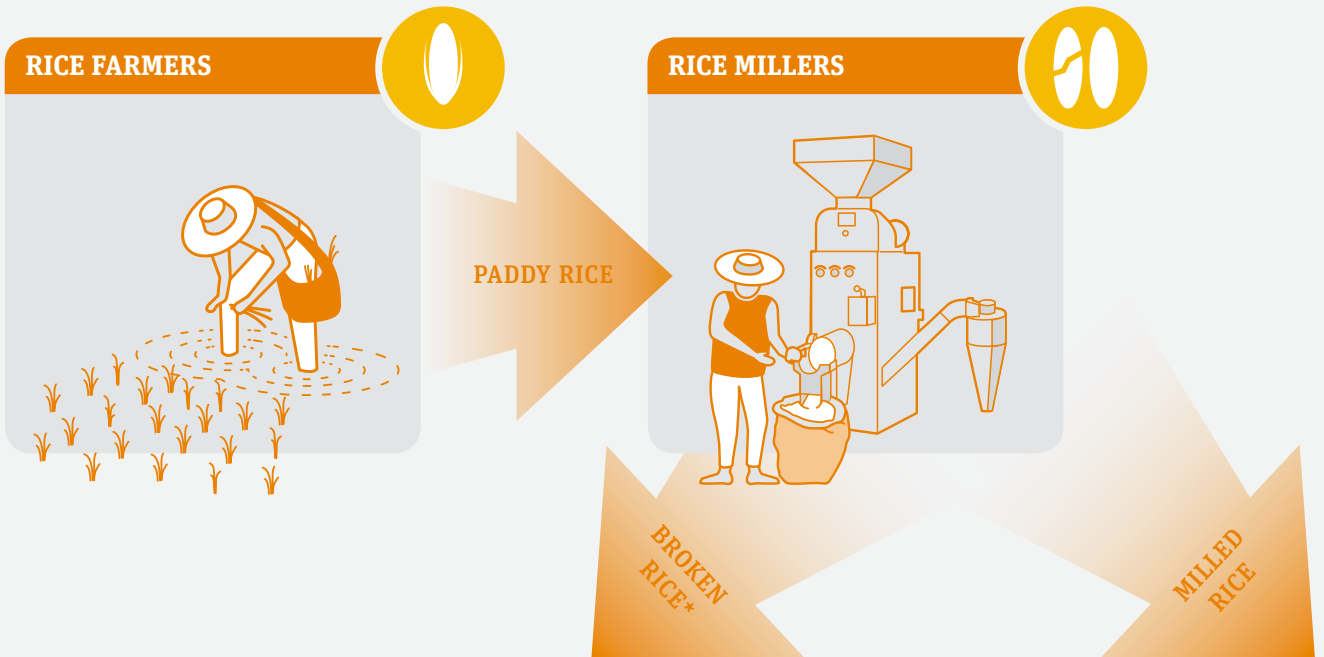 RICE FARMERS
RICE MILLERS
PADDY RICE
BROKEN
RICE*
MILLED
RICE